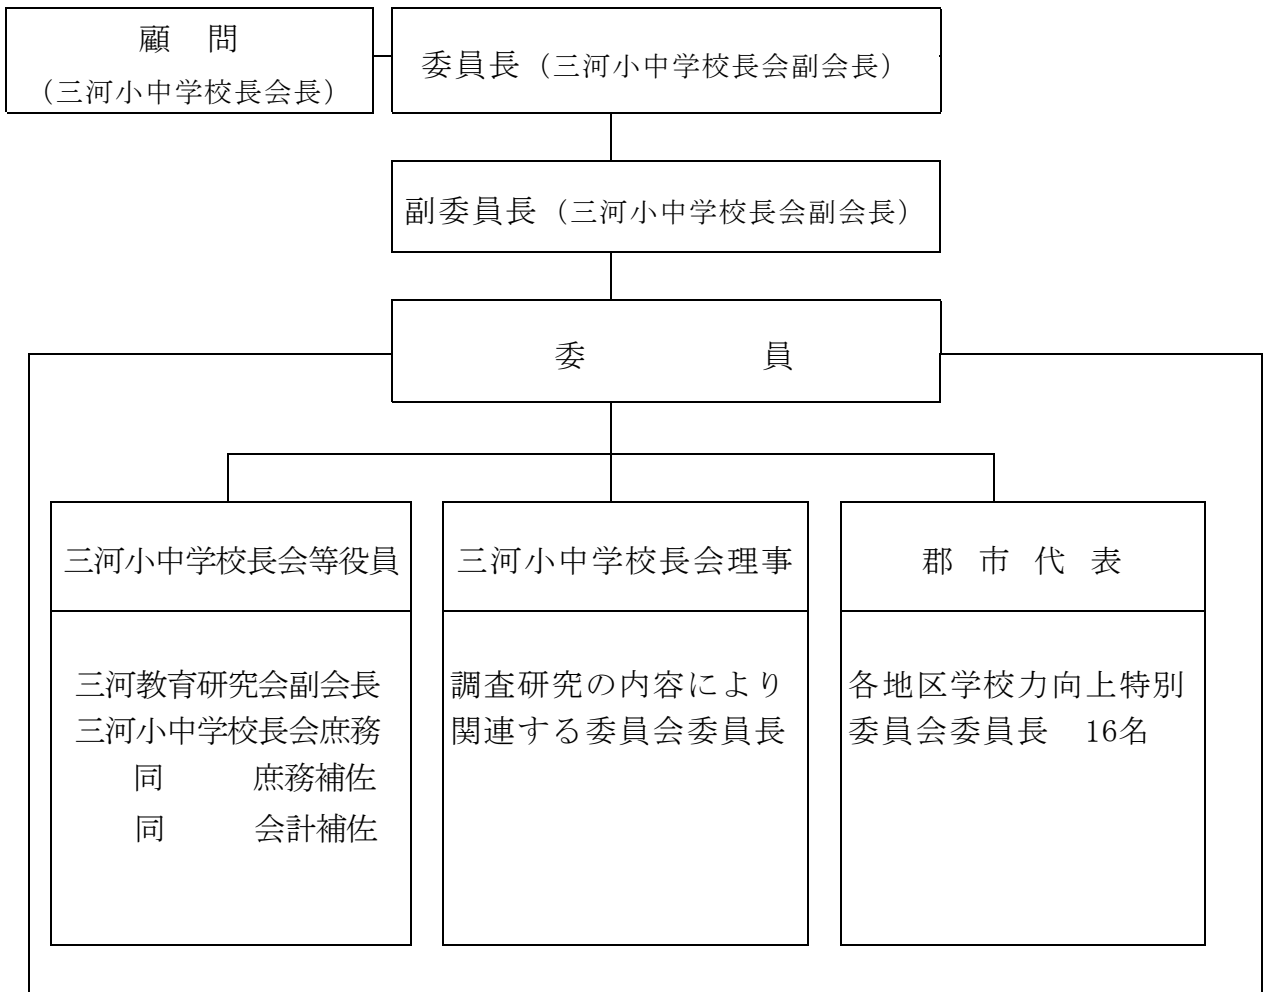 顧　問
（三河小中学校長会長）
委員長（三河小中学校長会副会長）
副委員長（三河小中学校長会副会長）
委　　　　　員
三河小中学校長会等役員
三河教育研究会副会長
三河小中学校長会庶務
同　　　庶務補佐
同　　　会計補佐
三河小中学校長会理事
調査研究の内容により
関連する委員会委員長
郡　市　代　表
各地区学校力向上特別
委員会委員長　16名